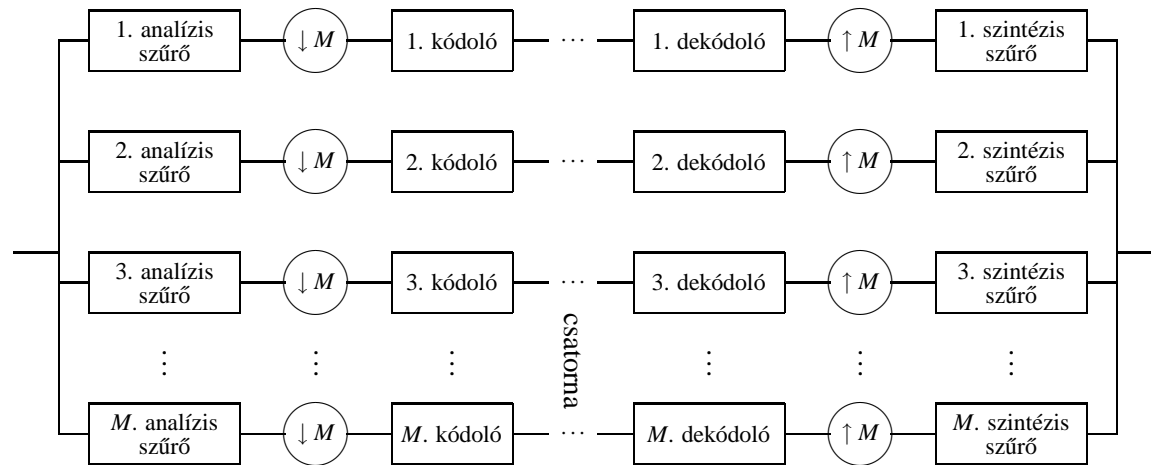 1. analízis
szűrő
↓ M
1. kódoló
···
1. dekódoló
↑ M
1. szintézis
szűrő
2. analízis
szűrő
↓ M
2. kódoló
···
2. dekódoló
↑ M
2. szintézis
szűrő
3. analízis
szűrő
↓ M
3. kódoló
···
3. dekódoló
↑ M
3. szintézis
szűrő
csatorna
M. analízis
szűrő
↓ M
M. kódoló
···
M. dekódoló
↑ M
M. szintézis
szűrő